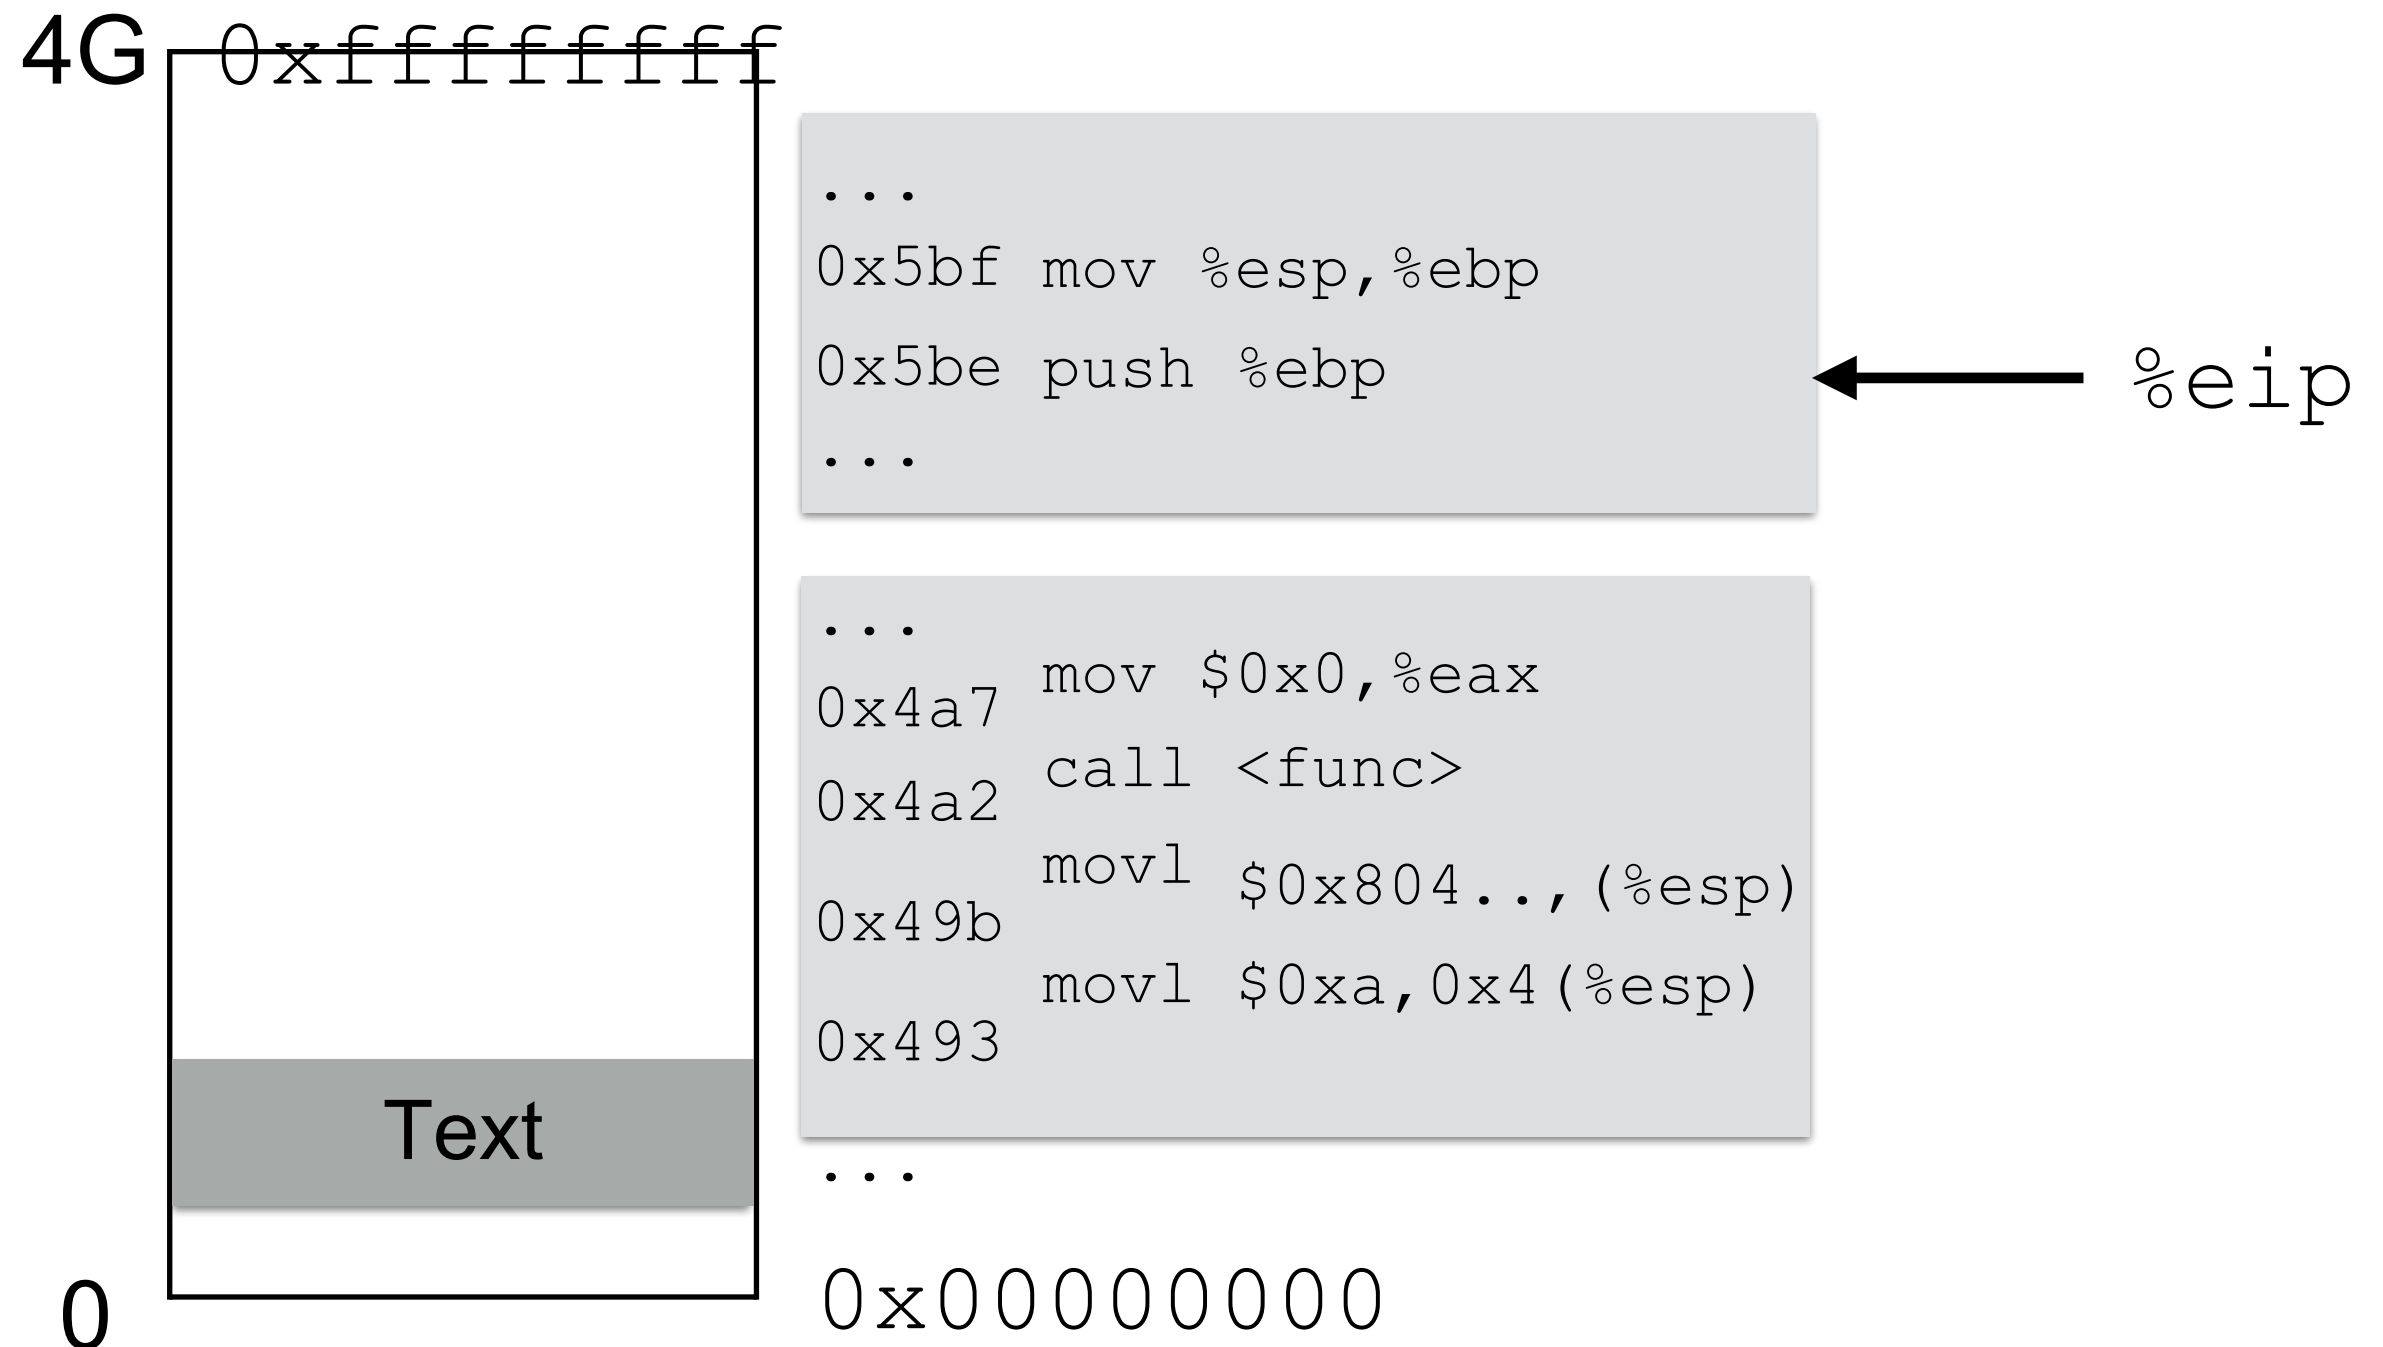 4G 0xffffffff
...
0x5bf mov %esp,%ebp
0x5be push %ebp
%eip
...
...
0x4a7 mov $0x0,%eax
0x4a2 call <func>
0x49b movl $0x804..,(%esp)
0x493 movl $0xa,0x4(%esp)
Text
...
0 0x00000000